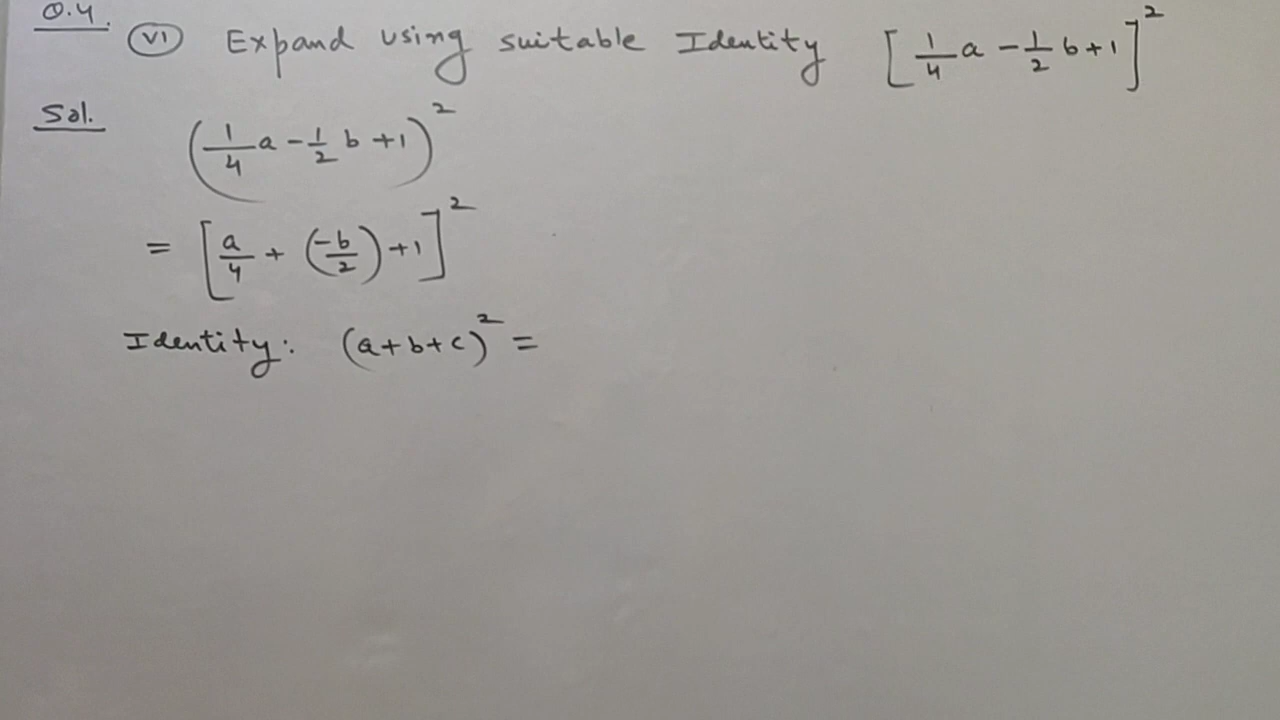 Q.4. (vi) Expand using suitable Identity [1/4 a - 1/2 b + 1]²
Sol.
(1/4 a - 1/2 b + 1)²
= [a/4 + (-b/2) + 1]²
Identity: (a+b+c)² =